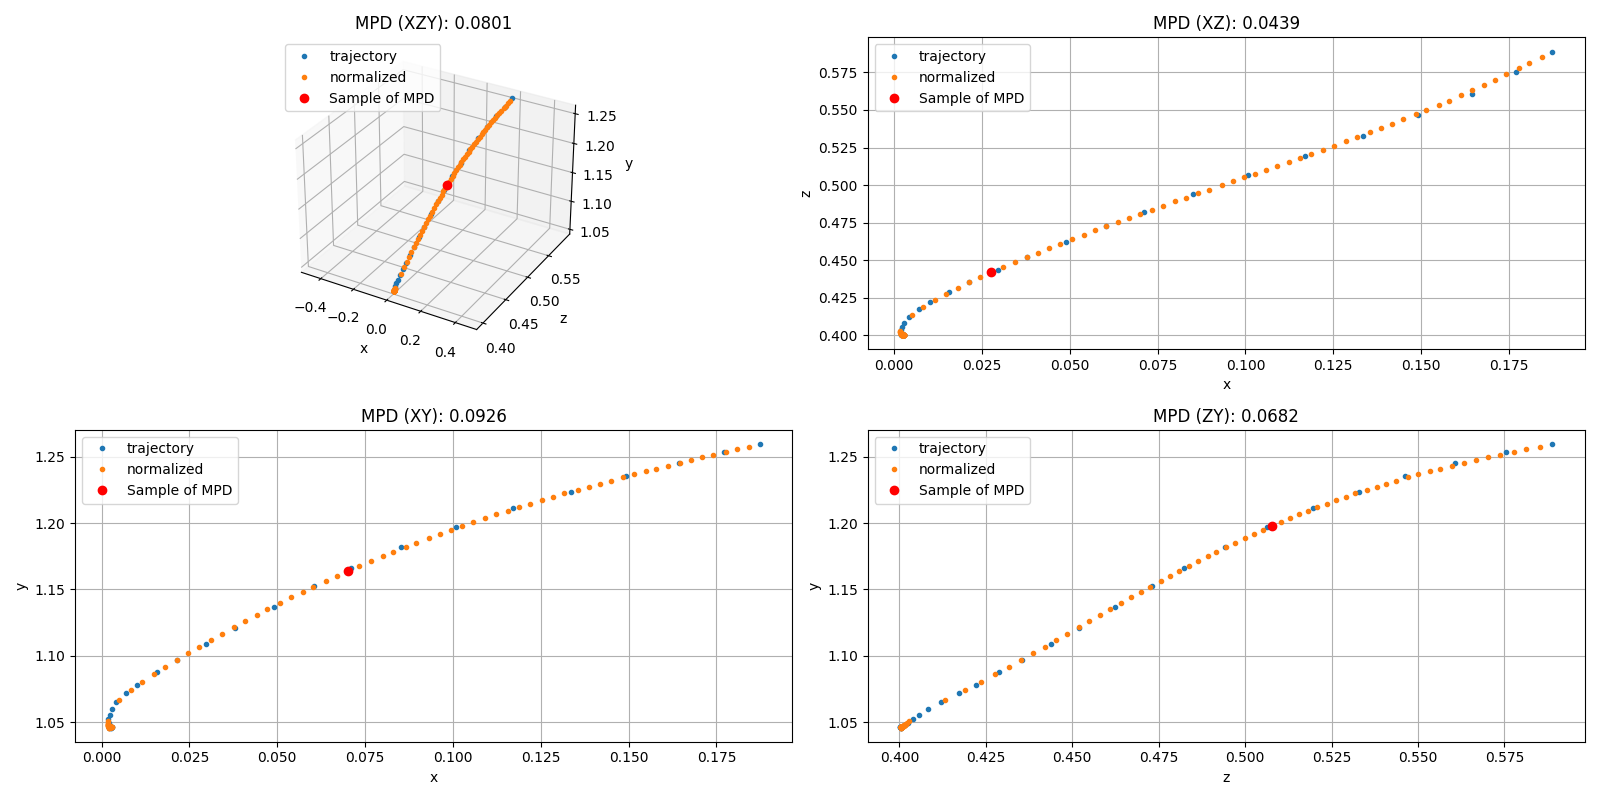 MPD (XZY): 0.0801
trajectory
normalized
Sample of MPD
1.25
1.20
1.15
1.10
1.05
y
−0.4
−0.2
0.0
0.2
0.4
x
0.40
0.45
0.50
0.55
z
MPD (XZ): 0.0439
trajectory
normalized
Sample of MPD
0.575
0.550
0.525
0.500
0.475
0.450
0.425
0.400
z
0.000 0.025 0.050 0.075 0.100 0.125 0.150 0.175
x
MPD (XY): 0.0926
trajectory
normalized
Sample of MPD
1.25
1.20
1.15
1.10
1.05
y
0.000 0.025 0.050 0.075 0.100 0.125 0.150 0.175
x
MPD (ZY): 0.0682
trajectory
normalized
Sample of MPD
1.25
1.20
1.15
1.10
1.05
y
0.400 0.425 0.450 0.475 0.500 0.525 0.550 0.575
z